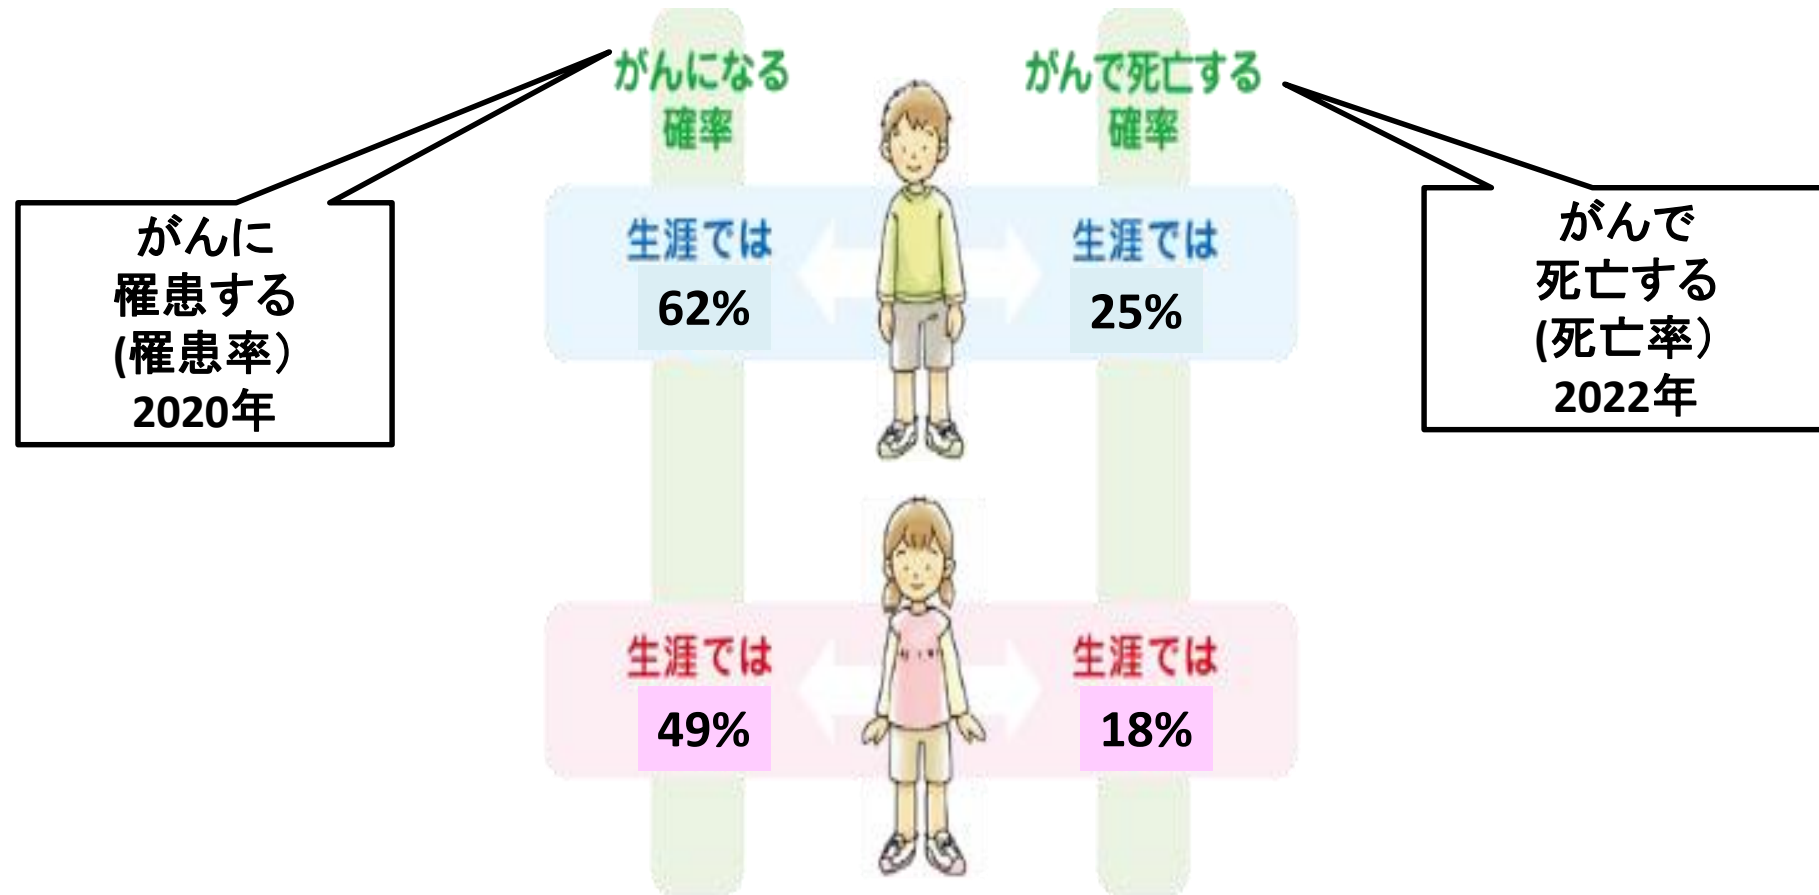 がんになる
確率
がんで死亡する
確率
がんに
罹患する
(罹患率）
2020年
生涯では
62%
生涯では
25%
がんで
死亡する
(死亡率）
2022年
生涯では
49%
生涯では
18%